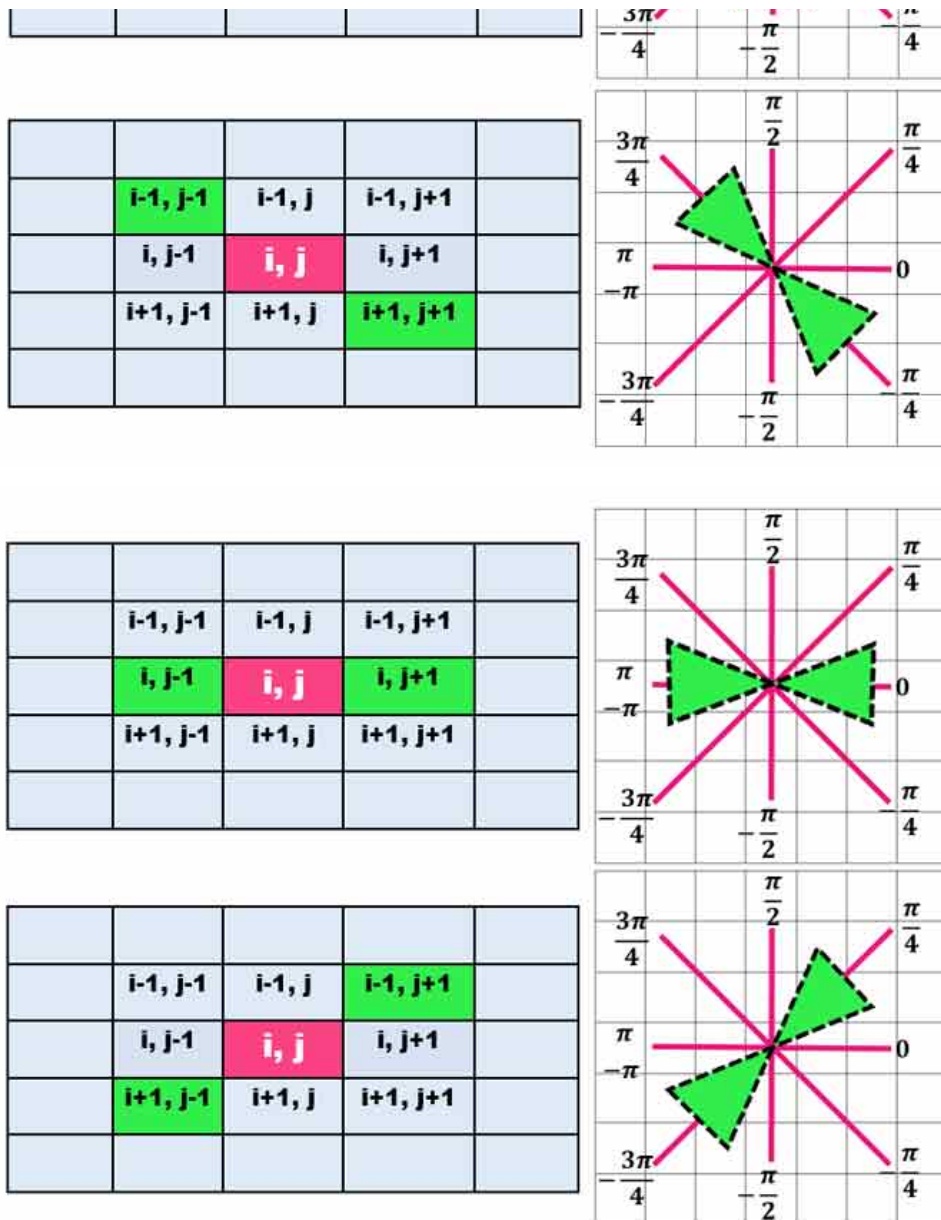 −3π/4 −π/2 −π/4
i-1, j-1 i-1, j i-1, j+1
i, j-1 i, j i, j+1
i+1, j-1 i+1, j i+1, j+1
π/2
3π/4 π/4
π 0
−π
−3π/4 −π/2 −π/4
i-1, j-1 i-1, j i-1, j+1
i, j-1 i, j i, j+1
i+1, j-1 i+1, j i+1, j+1
π/2
3π/4 π/4
π 0
−π
−3π/4 −π/2 −π/4
i-1, j-1 i-1, j i-1, j+1
i, j-1 i, j i, j+1
i+1, j-1 i+1, j i+1, j+1
π/2
3π/4 π/4
π 0
−π
−3π/4 −π/2 −π/4